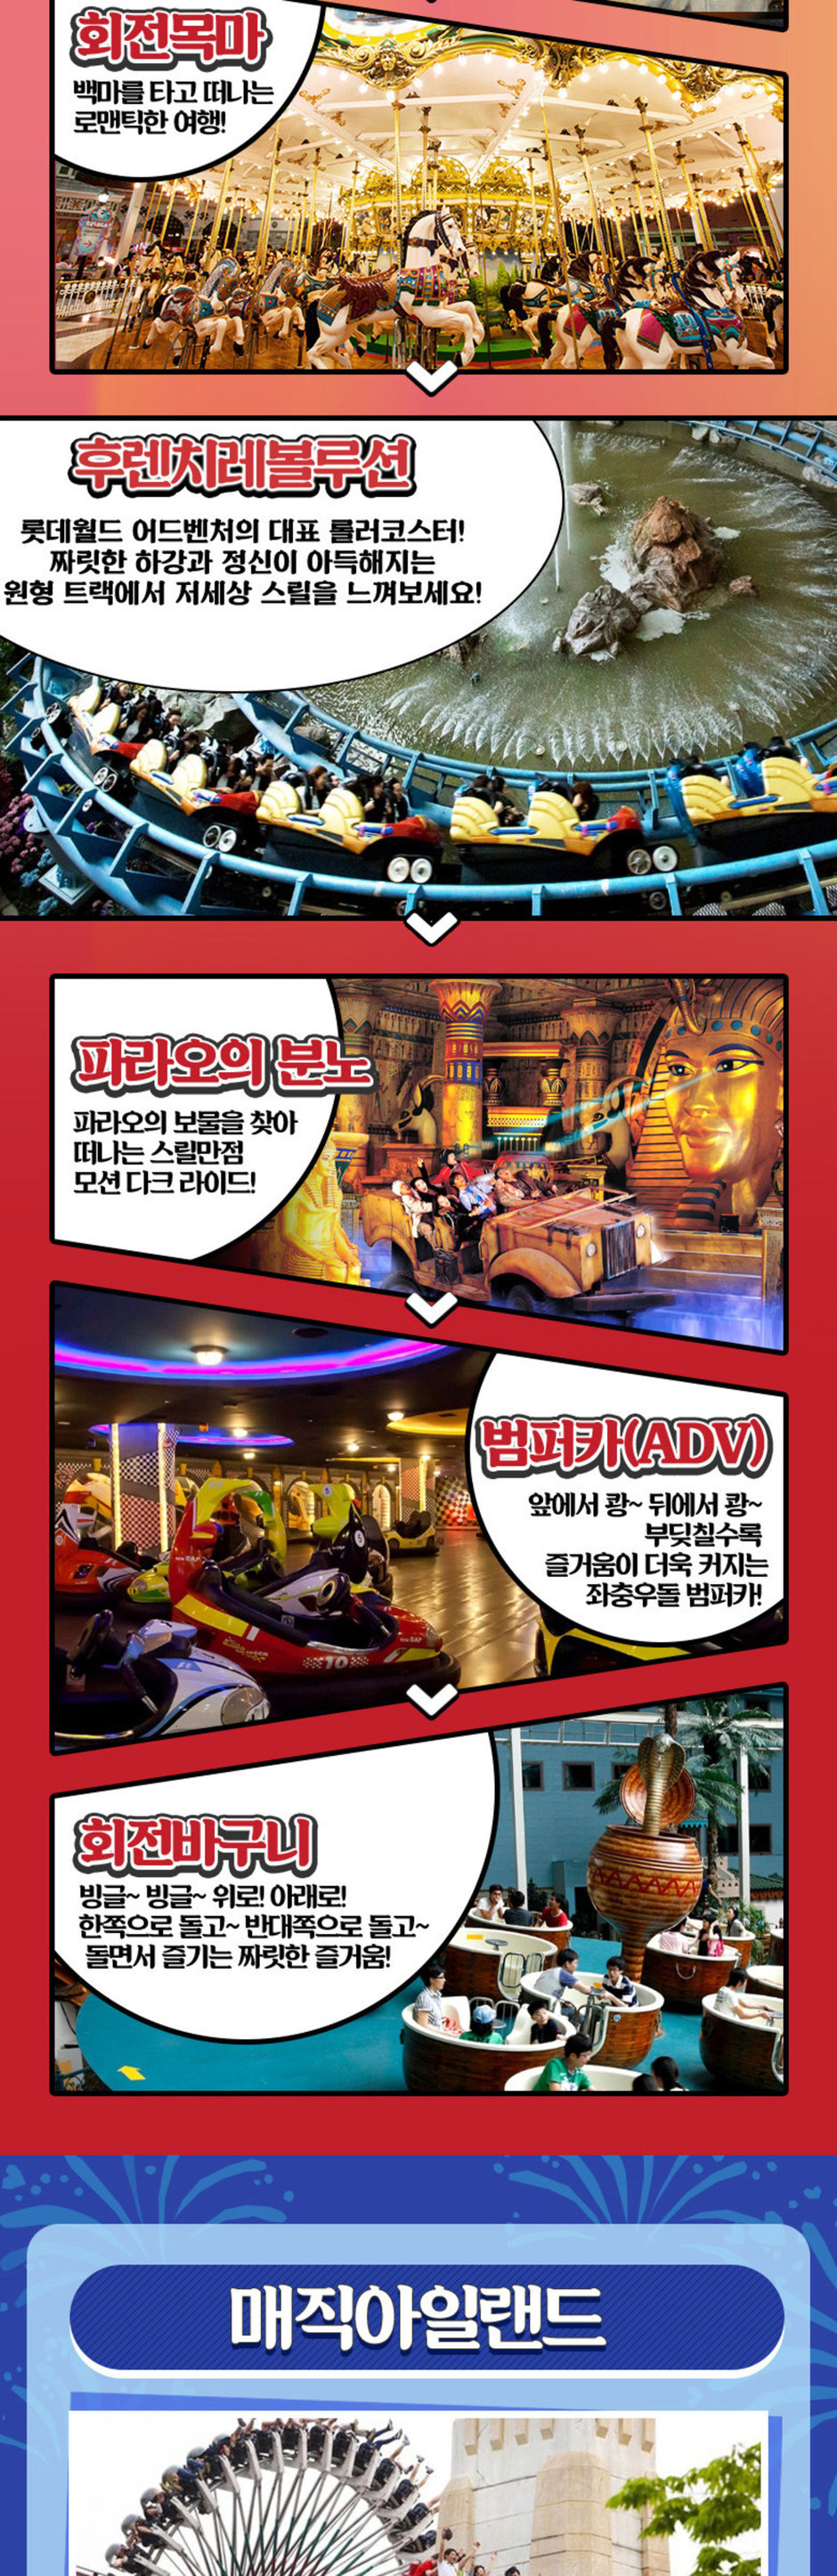 회전목마
백마를 타고 떠나는
로맨틱한 여행!
후렌치레볼루션
롯데월드 어드벤처의 대표 롤러코스터!
짜릿한 하강과 정신이 아득해지는
원형 트랙에서 저세상 스릴을 느껴보세요!
파라오의 분노
파라오의 보물을 찾아
떠나는 스릴만점
모션 다크 라이드!
범퍼카(ADV)
앞에서 쾅~ 뒤에서 쾅~
부딪칠수록
즐거움이 더욱 커지는
좌충우돌 범퍼카!
10
회전바구니
빙글~ 빙글~ 위로! 아래로!
한쪽으로 돌고~ 반대쪽으로 돌고~
돌면서 즐기는 짜릿한 즐거움!
매직아일랜드